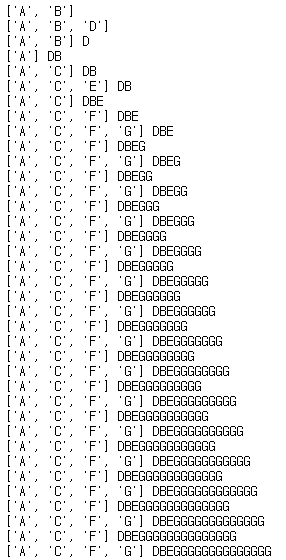 ['A', 'B']
['A', 'B', 'D']
['A', 'B'] D
['A'] DB
['A', 'C'] DB
['A', 'C', 'E'] DB
['A', 'C'] DBE
['A', 'C', 'F'] DBE
['A', 'C', 'F', 'G'] DBE
['A', 'C', 'F'] DBEG
['A', 'C', 'F', 'G'] DBEG
['A', 'C', 'F'] DBEGG
['A', 'C', 'F', 'G'] DBEGG
['A', 'C', 'F'] DBEGGG
['A', 'C', 'F', 'G'] DBEGGG
['A', 'C', 'F'] DBEGGGG
['A', 'C', 'F', 'G'] DBEGGGG
['A', 'C', 'F'] DBEGGGGG
['A', 'C', 'F', 'G'] DBEGGGGG
['A', 'C', 'F'] DBEGGGGGG
['A', 'C', 'F', 'G'] DBEGGGGGG
['A', 'C', 'F'] DBEGGGGGGG
['A', 'C', 'F', 'G'] DBEGGGGGGG
['A', 'C', 'F'] DBEGGGGGGGG
['A', 'C', 'F', 'G'] DBEGGGGGGGG
['A', 'C', 'F'] DBEGGGGGGGGG
['A', 'C', 'F', 'G'] DBEGGGGGGGGG
['A', 'C', 'F'] DBEGGGGGGGGGG
['A', 'C', 'F', 'G'] DBEGGGGGGGGGG
['A', 'C', 'F'] DBEGGGGGGGGGGG
['A', 'C', 'F', 'G'] DBEGGGGGGGGGGG
['A', 'C', 'F'] DBEGGGGGGGGGGGG
['A', 'C', 'F', 'G'] DBEGGGGGGGGGGGG
['A', 'C', 'F'] DBEGGGGGGGGGGGGG
['A', 'C', 'F', 'G'] DBEGGGGGGGGGGGGG
['A', 'C', 'F'] DBEGGGGGGGGGGGGGG
['A', 'C', 'F', 'G'] DBEGGGGGGGGGGGGGG